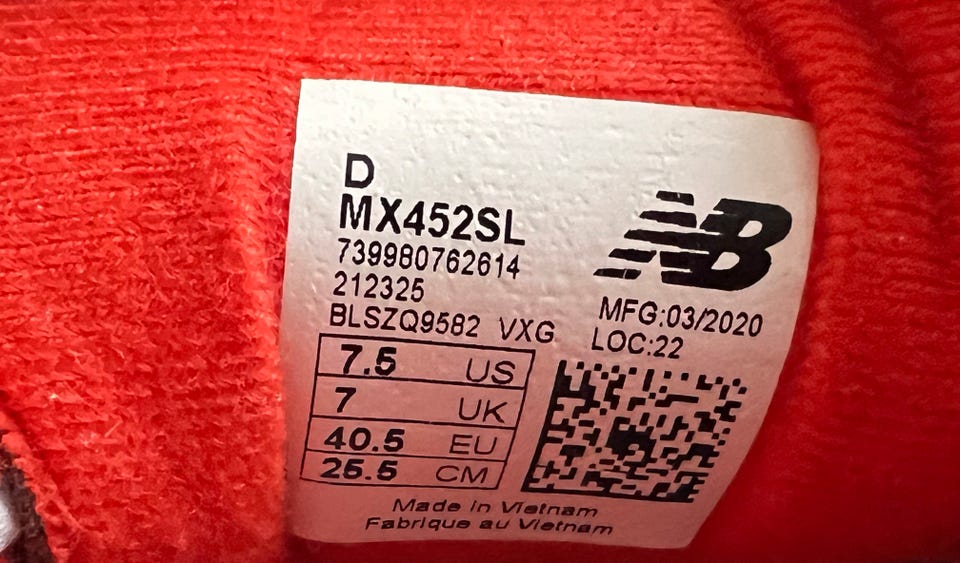 D
MX452SL
739980762614
212325
BLSZQ9582 VXG
NB
MFG:03/2020
LOC:22
7.5 US
7 UK
40.5 EU
25.5 CM
Made in Vietnam
Fabrique au Vietnam